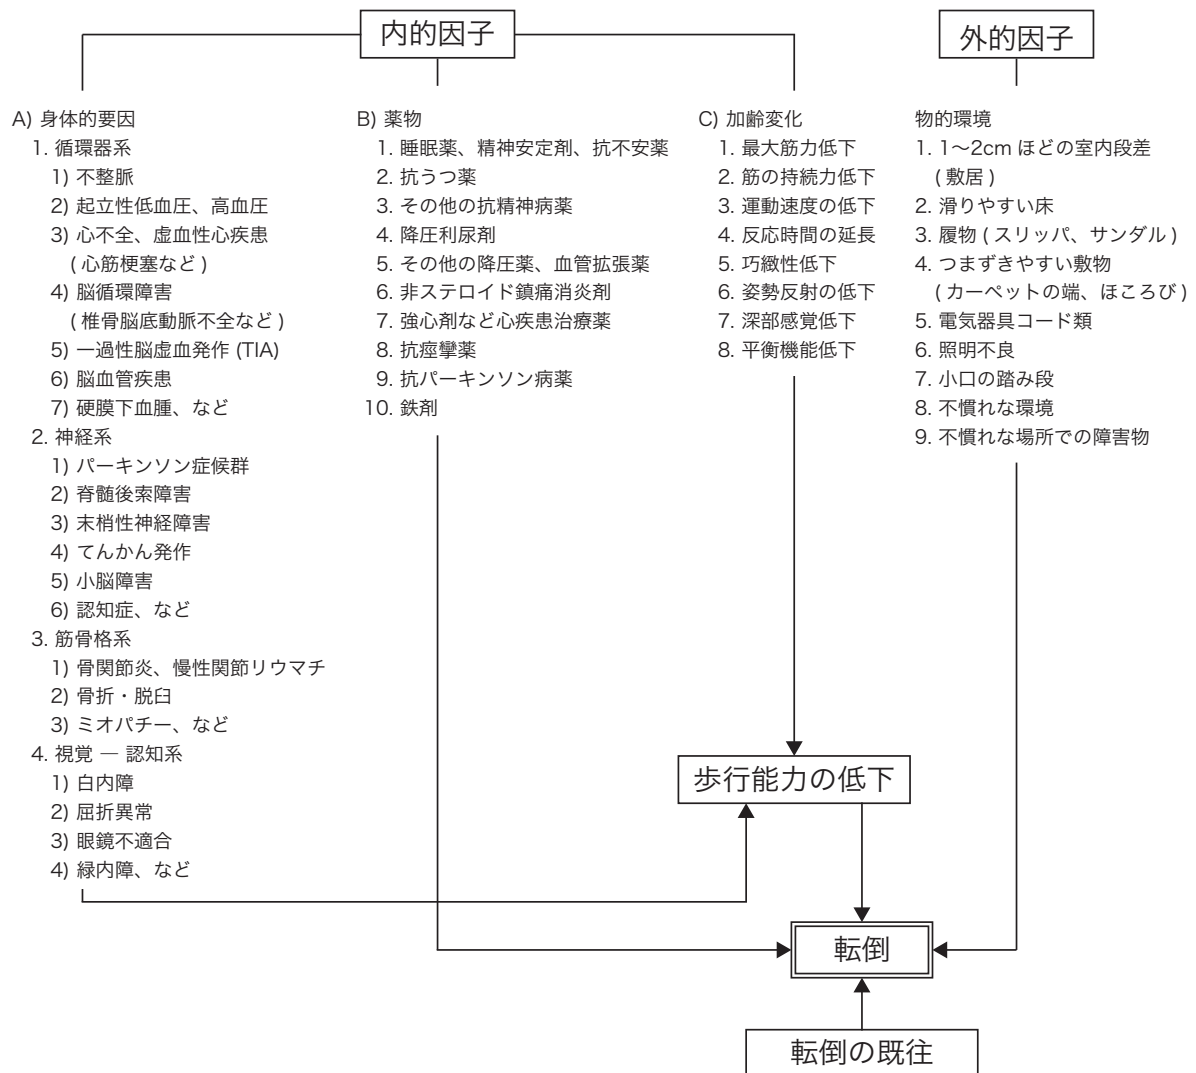 内的因子
外的因子
A) 身体的要因
1. 循環器系
1) 不整脈
2) 起立性低血圧、高血圧
3) 心不全、虚血性心疾患
( 心筋梗塞など )
4) 脳循環障害
( 椎骨脳底動脈不全など )
5) 一過性脳虚血発作 (TIA)
6) 脳血管疾患
7) 硬膜下血腫、など
2. 神経系
1) パーキンソン症候群
2) 脊髄後索障害
3) 末梢性神経障害
4) てんかん発作
5) 小脳障害
6) 認知症、など
3. 筋骨格系
1) 骨関節炎、慢性関節リウマチ
2) 骨折・脱臼
3) ミオパチー、など
4. 視覚 ― 認知系
1) 白内障
2) 屈折異常
3) 眼鏡不適合
4) 緑内障、など
B) 薬物
1. 睡眠薬、精神安定剤、抗不安薬
2. 抗うつ薬
3. その他の抗精神病薬
4. 降圧利尿剤
5. その他の降圧薬、血管拡張薬
6. 非ステロイド鎮痛消炎剤
7. 強心剤など心疾患治療薬
8. 抗痙攣薬
9. 抗パーキンソン病薬
10. 鉄剤
C) 加齢変化
1. 最大筋力低下
2. 筋の持続力低下
3. 運動速度の低下
4. 反応時間の延長
5. 巧緻性低下
6. 姿勢反射の低下
7. 深部感覚低下
8. 平衡機能低下
物的環境
1. 1〜2cm ほどの室内段差
( 敷居 )
2. 滑りやすい床
3. 履物 ( スリッパ、サンダル )
4. つまずきやすい敷物
( カーペットの端、ほころび )
5. 電気器具コード類
6. 照明不良
7. 小口の踏み段
8. 不慣れな環境
9. 不慣れな場所での障害物
歩行能力の低下
転倒
転倒の既往